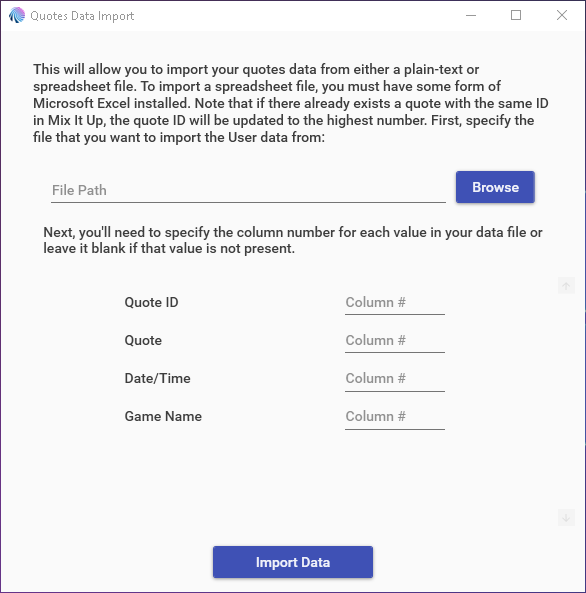 Quotes Data Import
This will allow you to import your quotes data from either a plain-text or
spreadsheet file. To import a spreadsheet file, you must have some form of
Microsoft Excel installed. Note that if there already exists a quote with the same ID
in Mix It Up, the quote ID will be updated to the highest number. First, specify the
file that you want to import the User data from:
File Path
Browse
Next, you'll need to specify the column number for each value in your data file or
leave it blank if that value is not present.
Quote ID Column #
Quote Column #
Date/Time Column #
Game Name Column #
Import Data